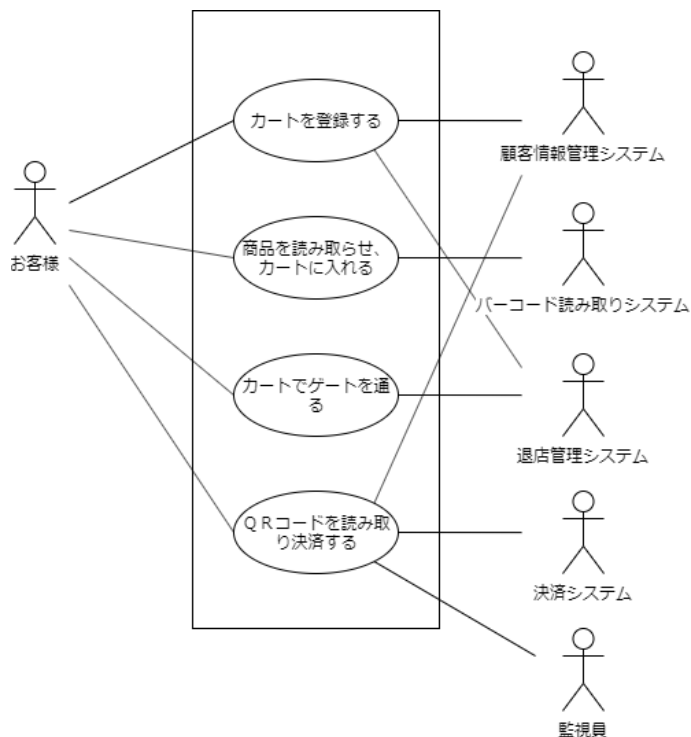 カートを登録する
顧客情報管理システム
お客様
商品を読み取らせ、
カートに入れる
バーコード読み取りシステム
カートでゲートを通
る
退店管理システム
ＱＲコードを読み取
り決済する
決済システム
監視員